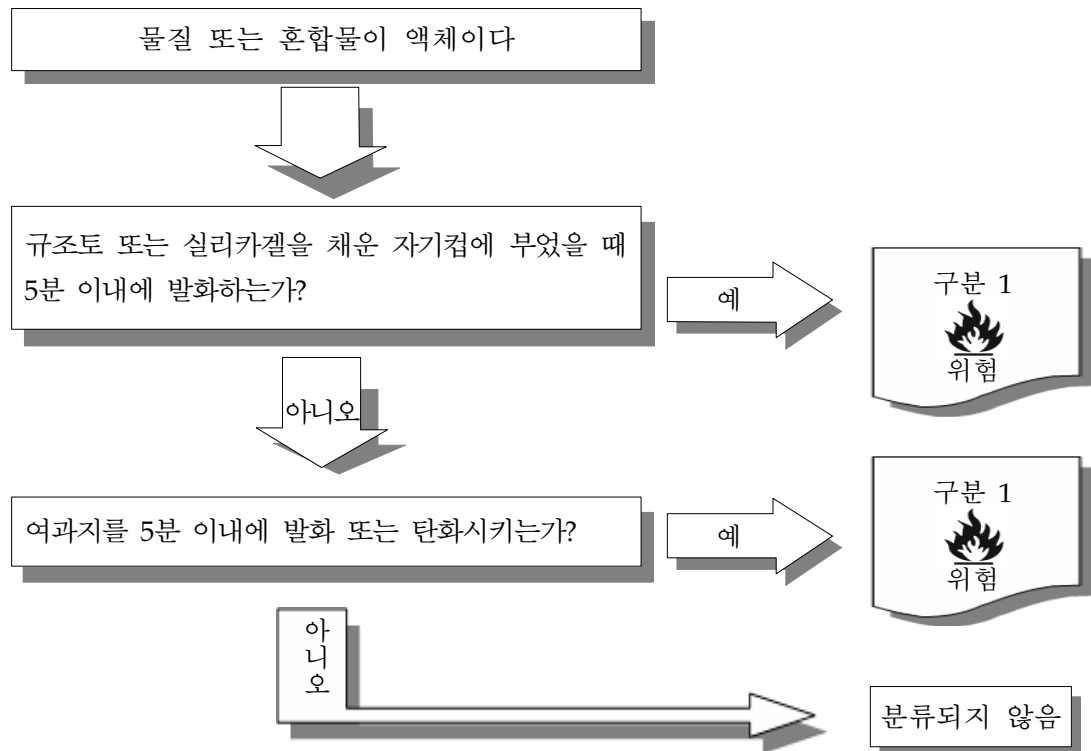 물질 또는 혼합물이 액체이다
규조토 또는 실리카겔을 채운 자기컵에 부었을 때
5분 이내에 발화하는가?
예
구분 1
위험
아니오
여과지를 5분 이내에 발화 또는 탄화시키는가?
예
구분 1
위험
아니오
분류되지 않음